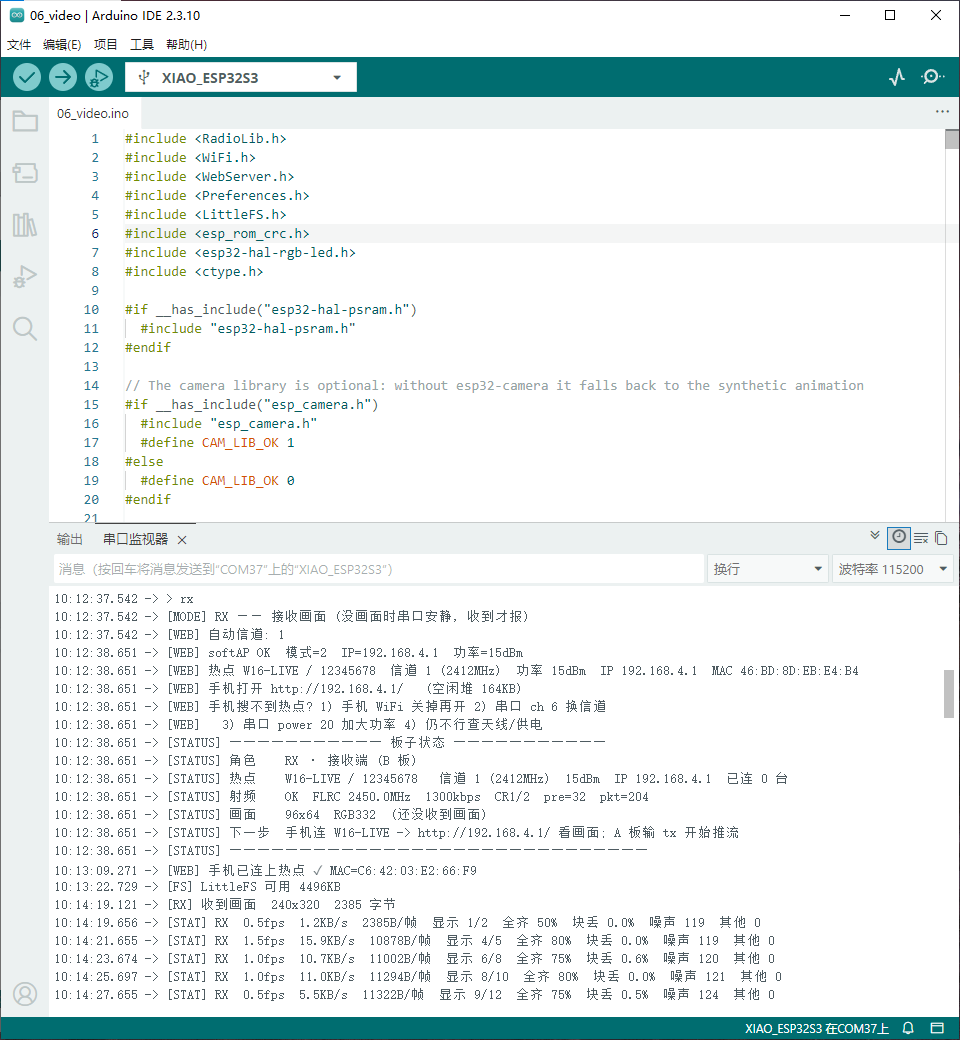 06_video | Arduino IDE 2.3.10
文件 编辑(E) 项目 工具 帮助(H)
XIAO_ESP32S3
06_video.ino
1 #include <RadioLib.h>
2 #include <WiFi.h>
3 #include <WebServer.h>
4 #include <Preferences.h>
5 #include <LittleFS.h>
6 #include <esp_rom_crc.h>
7 #include <esp32-hal-rgb-led.h>
8 #include <ctype.h>
9
10 #if __has_include("esp32-hal-psram.h")
11 #include "esp32-hal-psram.h"
12 #endif
13
14 // The camera library is optional: without esp32-camera it falls back to the synthetic animation
15 #if __has_include("esp_camera.h")
16 #include "esp_camera.h"
17 #define CAM_LIB_OK 1
18 #else
19 #define CAM_LIB_OK 0
20 #endif
21
输出 串口监视器
消息（按回车将消息发送到“COM37”上的“XIAO_ESP32S3”） 换行 波特率 115200
10:12:37.542 -> > rx
10:12:37.542 -> [MODE] RX —— 接收画面 (没画面时串口安静, 收到才报)
10:12:37.542 -> [WEB] 自动信道: 1
10:12:38.651 -> [WEB] softAP OK 模式=2 IP=192.168.4.1 功率=15dBm
10:12:38.651 -> [WEB] 热点 W16-LIVE / 12345678 信道 1 (2412MHz) 功率 15dBm IP 192.168.4.1 MAC 46:BD:8D:EB:E4:B4
10:12:38.651 -> [WEB] 手机打开 http://192.168.4.1/ (空闲堆 164KB)
10:12:38.651 -> [WEB] 手机搜不到热点? 1) 手机 WiFi 关掉再开 2) 串口 ch 6 换信道
10:12:38.651 -> [WEB] 3) 串口 power 20 加大功率 4) 仍不行查天线/供电
10:12:38.651 -> [STATUS] ——————————— 板子状态 ———————————
10:12:38.651 -> [STATUS] 角色 RX · 接收端 (B 板)
10:12:38.651 -> [STATUS] 热点 W16-LIVE / 12345678 信道 1 (2412MHz) 15dBm IP 192.168.4.1 已连 0 台
10:12:38.651 -> [STATUS] 射频 OK FLRC 2450.0MHz 1300kbps CR1/2 pre=32 pkt=204
10:12:38.651 -> [STATUS] 画面 96x64 RGB332 (还没收到画面)
10:12:38.651 -> [STATUS] 下一步 手机连 W16-LIVE -> http://192.168.4.1/ 看画面; A 板输 tx 开始推流
10:12:38.651 -> [STATUS] ——————————————————————————————
10:13:09.271 -> [WEB] 手机已连上热点 ✓ MAC=C6:42:03:E2:66:F9
10:13:22.729 -> [FS] LittleFS 可用 4496KB
10:14:19.121 -> [RX] 收到画面 240x320 2385 字节
10:14:19.656 -> [STAT] RX 0.5fps 1.2KB/s 2385B/帧 显示 1/2 全齐 50% 块丢 0.0% 噪声 119 其他 0
10:14:21.655 -> [STAT] RX 1.5fps 15.9KB/s 10878B/帧 显示 4/5 全齐 80% 块丢 0.0% 噪声 119 其他 0
10:14:23.674 -> [STAT] RX 1.0fps 10.7KB/s 11002B/帧 显示 6/8 全齐 75% 块丢 0.6% 噪声 120 其他 0
10:14:25.697 -> [STAT] RX 1.0fps 11.0KB/s 11294B/帧 显示 8/10 全齐 80% 块丢 0.0% 噪声 121 其他 0
10:14:27.655 -> [STAT] RX 0.5fps 5.5KB/s 11322B/帧 显示 9/12 全齐 75% 块丢 0.5% 噪声 124 其他 0
XIAO_ESP32S3 在COM37上